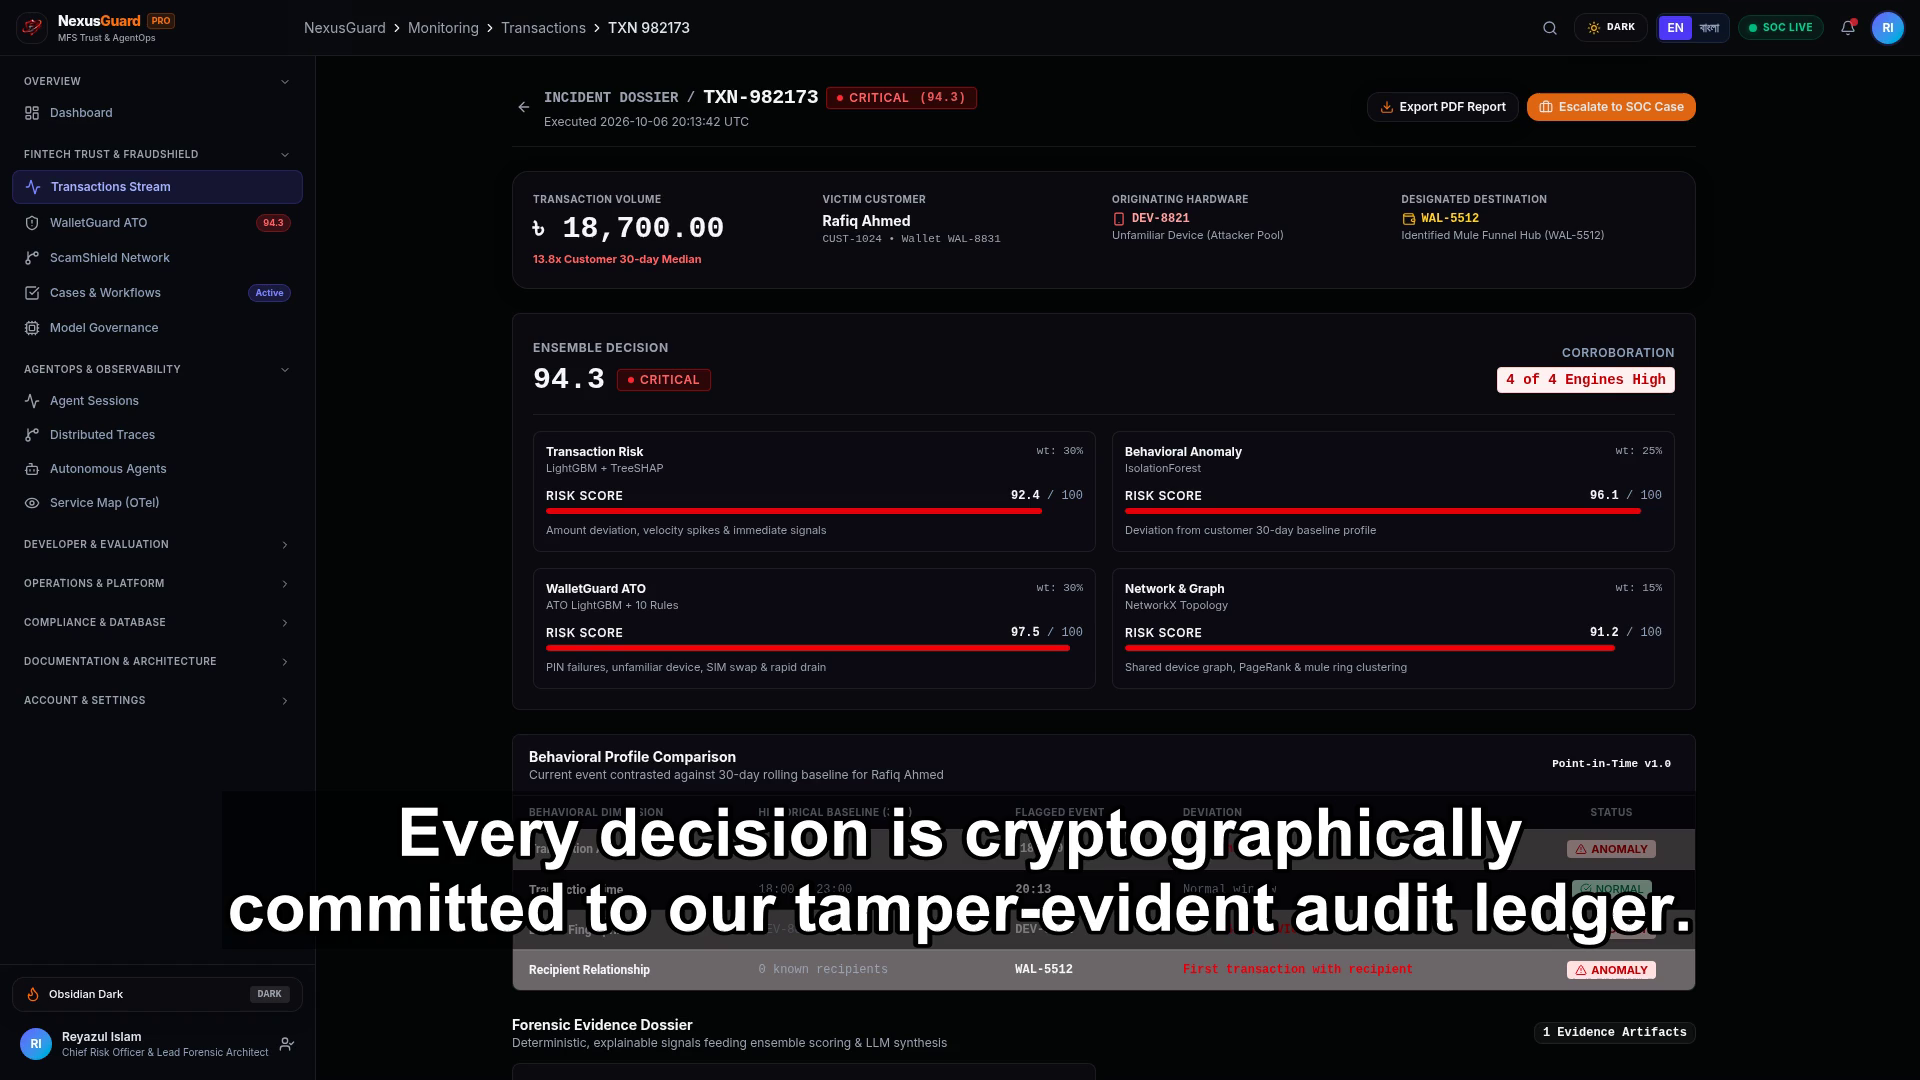 NexusGuard PRO
MFS Trust & AgentOps
NexusGuard > Monitoring > Transactions > TXN 982173
DARK
EN বাংলা
SOC LIVE
RI
OVERVIEW
Dashboard
FINTECH TRUST & FRAUDSHIELD
Transactions Stream
WalletGuard ATO 94.3
ScamShield Network
Cases & Workflows Active
Model Governance
AGENTOPS & OBSERVABILITY
Agent Sessions
Distributed Traces
Autonomous Agents
Service Map (OTel)
DEVELOPER & EVALUATION
OPERATIONS & PLATFORM
COMPLIANCE & DATABASE
DOCUMENTATION & ARCHITECTURE
ACCOUNT & SETTINGS
Obsidian Dark DARK
RI Reyazul Islam
Chief Risk Officer & Lead Forensic Architect
INCIDENT DOSSIER / TXN-982173 CRITICAL (94.3)
Executed 2026-10-06 20:13:42 UTC
Export PDF Report
Escalate to SOC Case
TRANSACTION VOLUME
৳ 18,700.00
13.8x Customer 30-day Median
VICTIM CUSTOMER
Rafiq Ahmed
CUST-1024 • Wallet WAL-8831
ORIGINATING HARDWARE
DEV-8821
Unfamiliar Device (Attacker Pool)
DESIGNATED DESTINATION
WAL-5512
Identified Mule Funnel Hub (WAL-5512)
ENSEMBLE DECISION
94.3 CRITICAL
CORROBORATION
4 of 4 Engines High
Transaction Risk wt: 30%
LightGBM + TreeSHAP
RISK SCORE 92.4 / 100
Amount deviation, velocity spikes & immediate signals
Behavioral Anomaly wt: 25%
IsolationForest
RISK SCORE 96.1 / 100
Deviation from customer 30-day baseline profile
WalletGuard ATO wt: 30%
ATO LightGBM + 10 Rules
RISK SCORE 97.5 / 100
PIN failures, unfamiliar device, SIM swap & rapid drain
Network & Graph wt: 15%
NetworkX Topology
RISK SCORE 91.2 / 100
Shared device graph, PageRank & mule ring clustering
Behavioral Profile Comparison
Current event contrasted against 30-day rolling baseline for Rafiq Ahmed
Point-in-Time v1.0
FLAGGED EVENT DEVIATION STATUS
ANOMALY
20:13 NORMAL
Every decision is cryptographically
committed to our tamper-evident audit ledger.
Recipient Relationship 0 known recipients WAL-5512 First transaction with recipient ANOMALY
Forensic Evidence Dossier
Deterministic, explainable signals feeding ensemble scoring & LLM synthesis
1 Evidence Artifacts